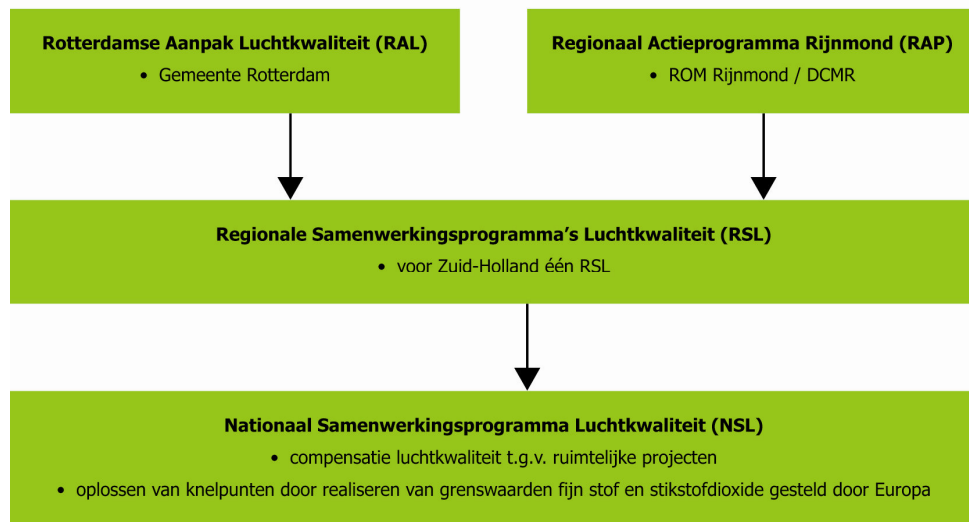 Rotterdamse Aanpak Luchtkwaliteit (RAL)
• Gemeente Rotterdam
Regionaal Actieprogramma Rijnmond (RAP)
• ROM Rijnmond / DCMR
Regionale Samenwerkingsprogramma's Luchtkwaliteit (RSL)
• voor Zuid-Holland één RSL
Nationaal Samenwerkingsprogramma Luchtkwaliteit (NSL)
• compensatie luchtkwaliteit t.g.v. ruimtelijke projecten
• oplossen van knelpunten door realiseren van grenswaarden fijn stof en stikstofdioxide gesteld door Europa